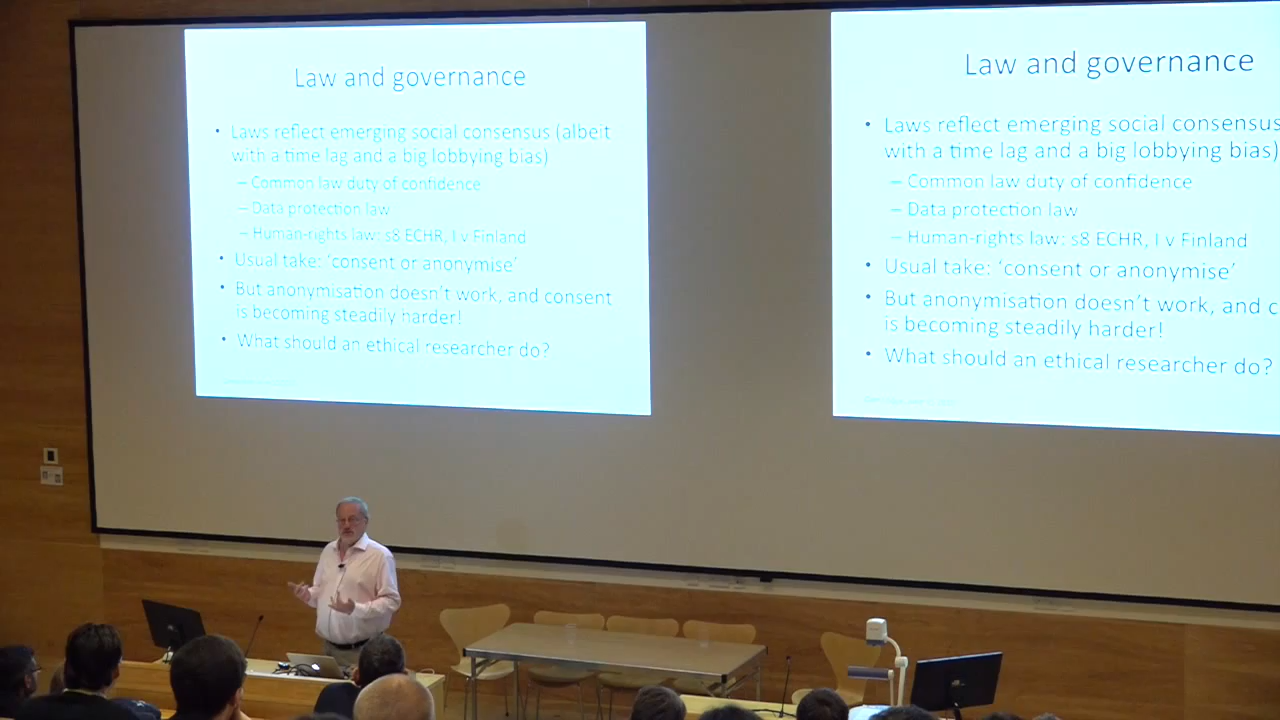 Law and governance
• Laws reflect emerging social consensus (albeit
with a time lag and a big lobbying bias)
– Common law duty of confidence
– Data protection law
– Human-rights law: s8 ECHR, I v Finland
• Usual take: ‘consent or anonymise’
• But anonymisation doesn’t work, and consent
is becoming steadily harder!
• What should an ethical researcher do?
Law and governance
• Laws reflect emerging social consensus
with a time lag and a big lobbying bias)
– Common law duty of confidence
– Data protection law
– Human-rights law: s8 ECHR, I v Finland
• Usual take: ‘consent or anonymise’
• But anonymisation doesn’t work, and c
is becoming steadily harder!
• What should an ethical researcher do?